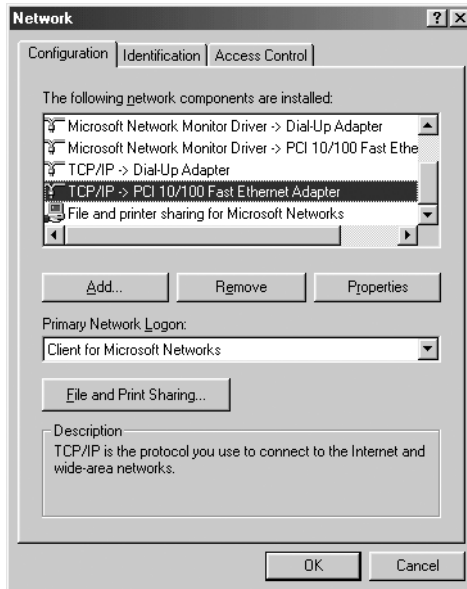 Network
Configuration
Identification
Access Control
The following network components are installed:
Microsoft Network Monitor Driver -> Dial-Up Adapter
Microsoft Network Monitor Driver -> PCI 10/100 Fast Ethe
TCP/IP -> Dial-Up Adapter
TCP/IP -> PCI 10/100 Fast Ethernet Adapter
File and printer sharing for Microsoft Networks
Add...
Remove
Properties
Primary Network Logon:
Client for Microsoft Networks
File and Print Sharing...
Description
TCP/IP is the protocol you use to connect to the Internet and
wide-area networks.
OK
Cancel